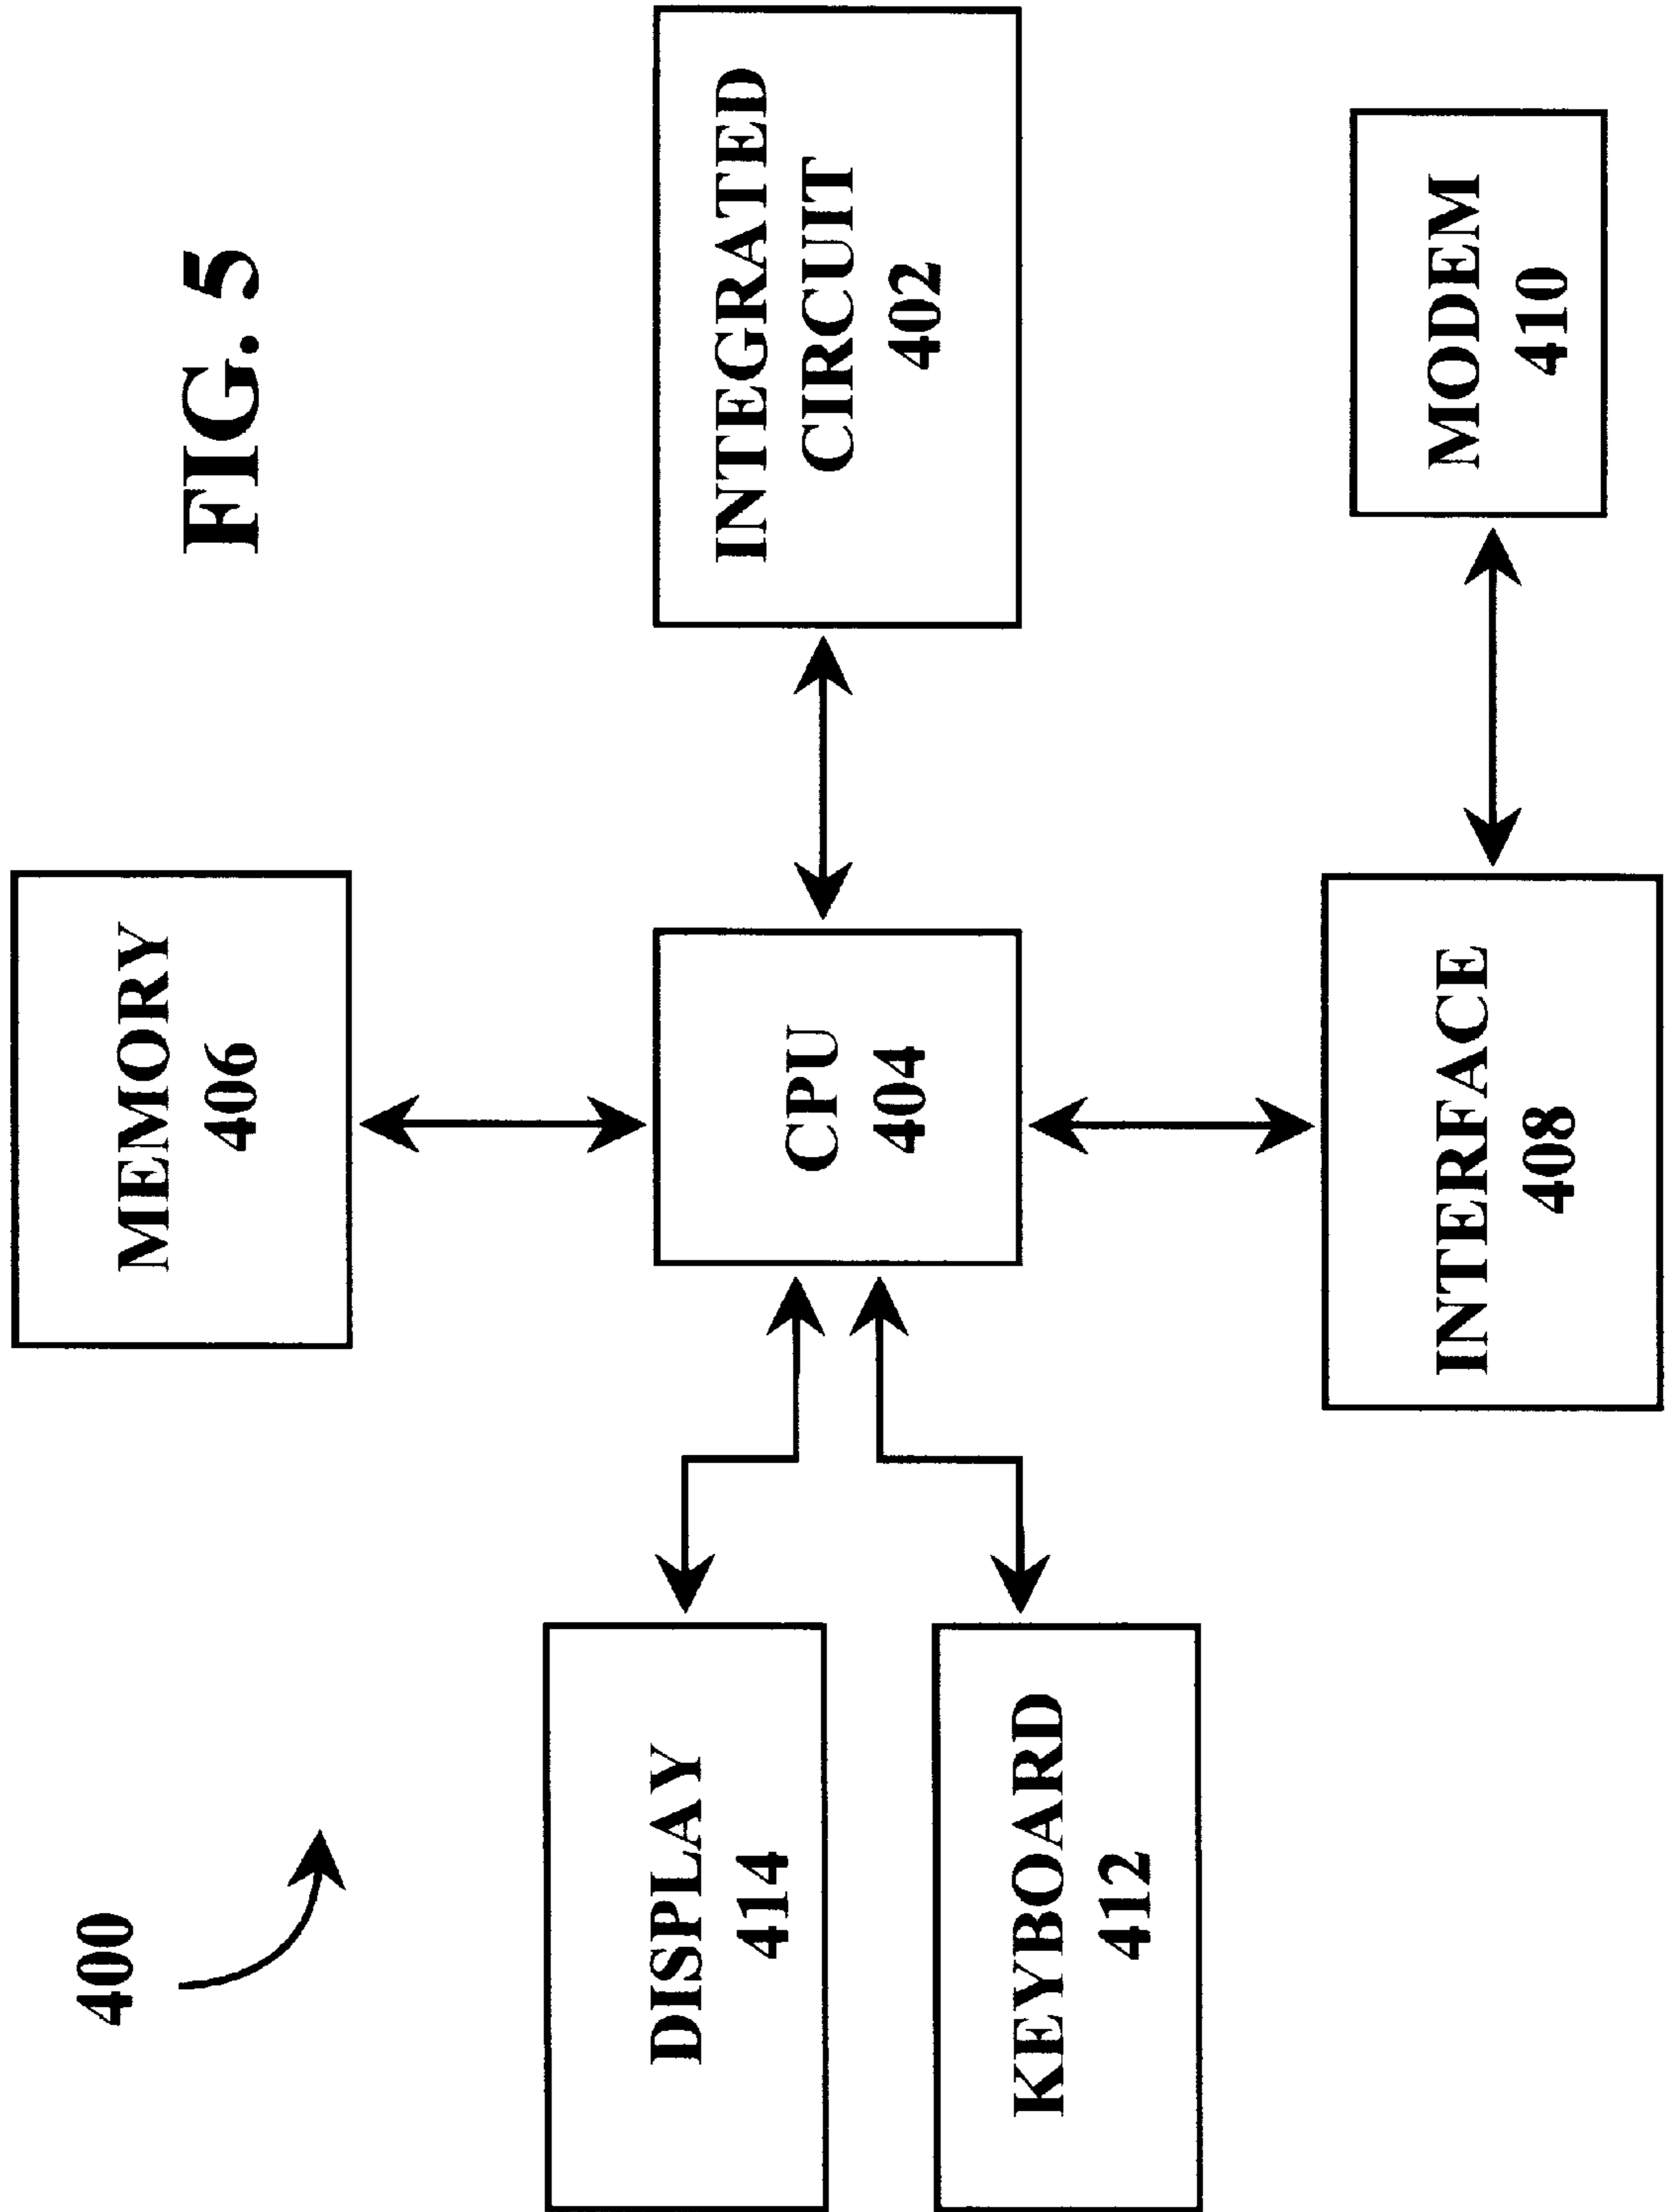 FIG. 5
400
MEMORY
406
DISPLAY
414
KEYBOARD
412
CPU
404
INTEGRATED
CIRCUIT
402
INTERFACE
408
MODEM
410